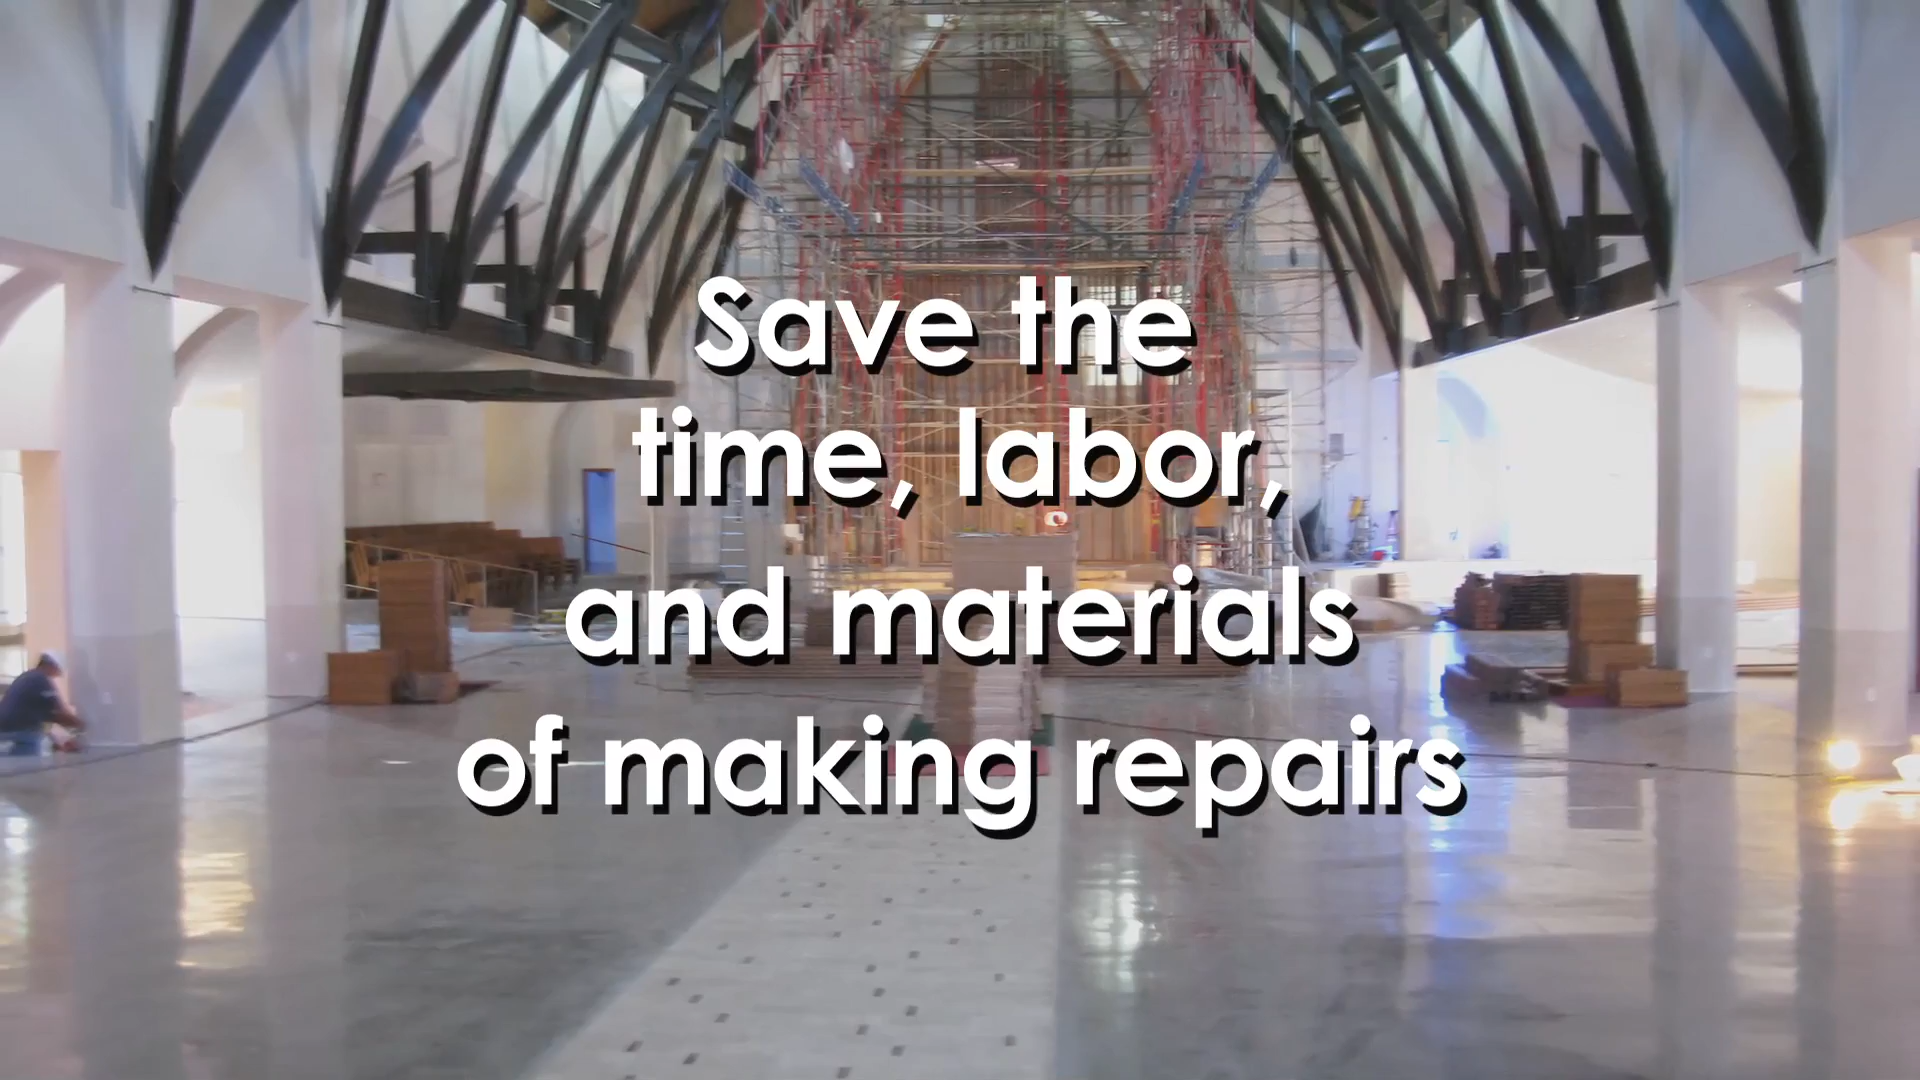 Save the
time, labor,
and materials
of making repairs